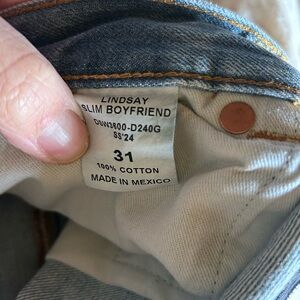 LINDSAY
SLIM BOYFRIEND
DSW3600-D240G
SS'24
31
100% COTTON
MADE IN MEXICO